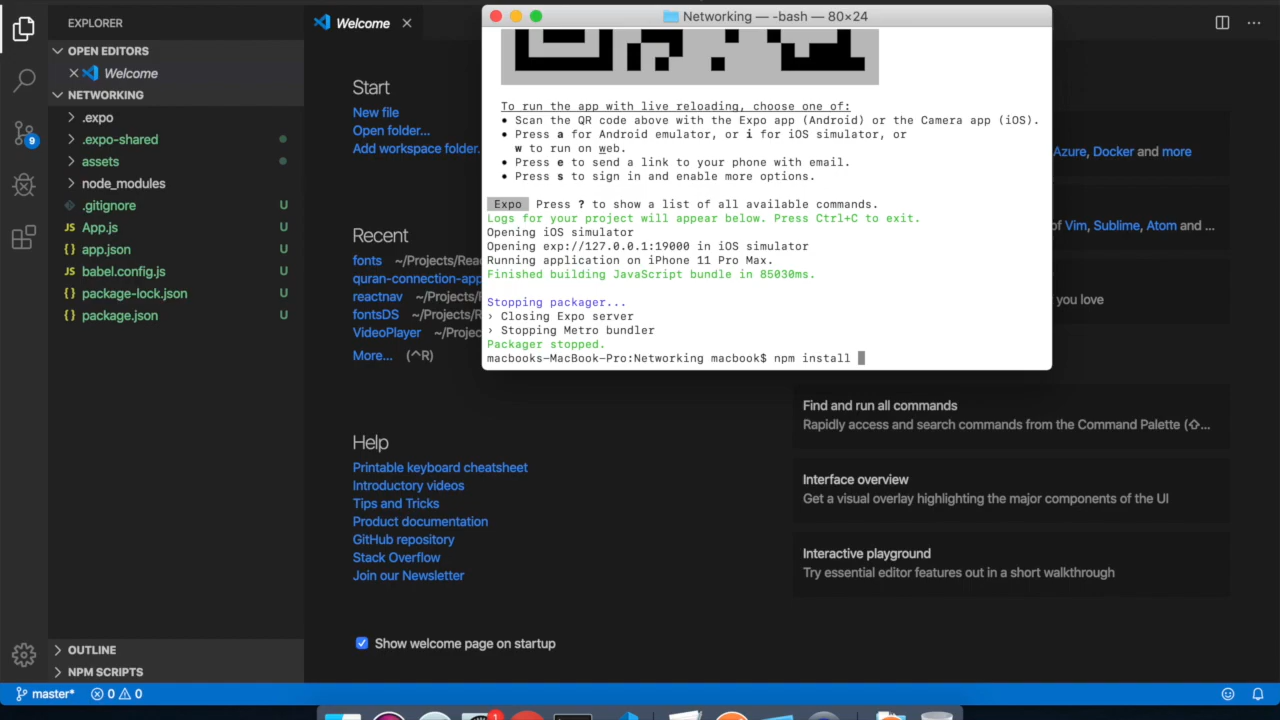 EXPLORER
OPEN EDITORS
Welcome
NETWORKING
.expo
.expo-shared
assets
node_modules
.gitignore U
JS App.js U
{} app.json U
JS babel.config.js U
{} package-lock.json U
{} package.json U
OUTLINE
NPM SCRIPTS
9
Welcome
Start
New file
Open folder...
Add workspace folder.
Recent
fonts ~/Projects/Rea
quran-connection-app
reactnav ~/Projects/R
fontsDS ~/Projects/R
VideoPlayer ~/Projec
More... (^R)
Help
Printable keyboard cheatsheet
Introductory videos
Tips and Tricks
Product documentation
GitHub repository
Stack Overflow
Join our Newsletter
Show welcome page on startup
Networking — -bash — 80×24
To run the app with live reloading, choose one of:
• Scan the QR code above with the Expo app (Android) or the Camera app (iOS).
• Press a for Android emulator, or i for iOS simulator, or
w to run on web.
• Press e to send a link to your phone with email.
• Press s to sign in and enable more options.
Expo Press ? to show a list of all available commands.
Logs for your project will appear below. Press Ctrl+C to exit.
Opening iOS simulator
Opening exp://127.0.0.1:19000 in iOS simulator
Running application on iPhone 11 Pro Max.
Finished building JavaScript bundle in 85030ms.
Stopping packager...
› Closing Expo server
› Stopping Metro bundler
Packager stopped.
macbooks-MacBook-Pro:Networking macbook$ npm install
Azure, Docker and more
of Vim, Sublime, Atom and ...
you love
Find and run all commands
Rapidly access and search commands from the Command Palette (⇧...
Interface overview
Get a visual overlay highlighting the major components of the UI
Interactive playground
Try essential editor features out in a short walkthrough
master* 0 0
1